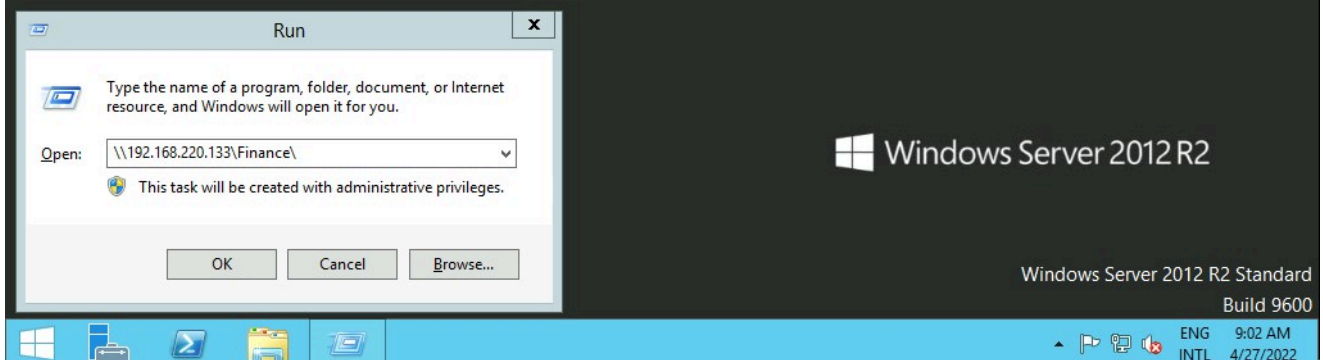 Run
x
Type the name of a program, folder, document, or Internet
resource, and Windows will open it for you.
Open:
\\192.168.220.133\Finance\
This task will be created with administrative privileges.
OK
Cancel
Browse...
Windows Server 2012 R2
Windows Server 2012 R2 Standard
Build 9600
ENG
INTL
9:02 AM
4/27/2022